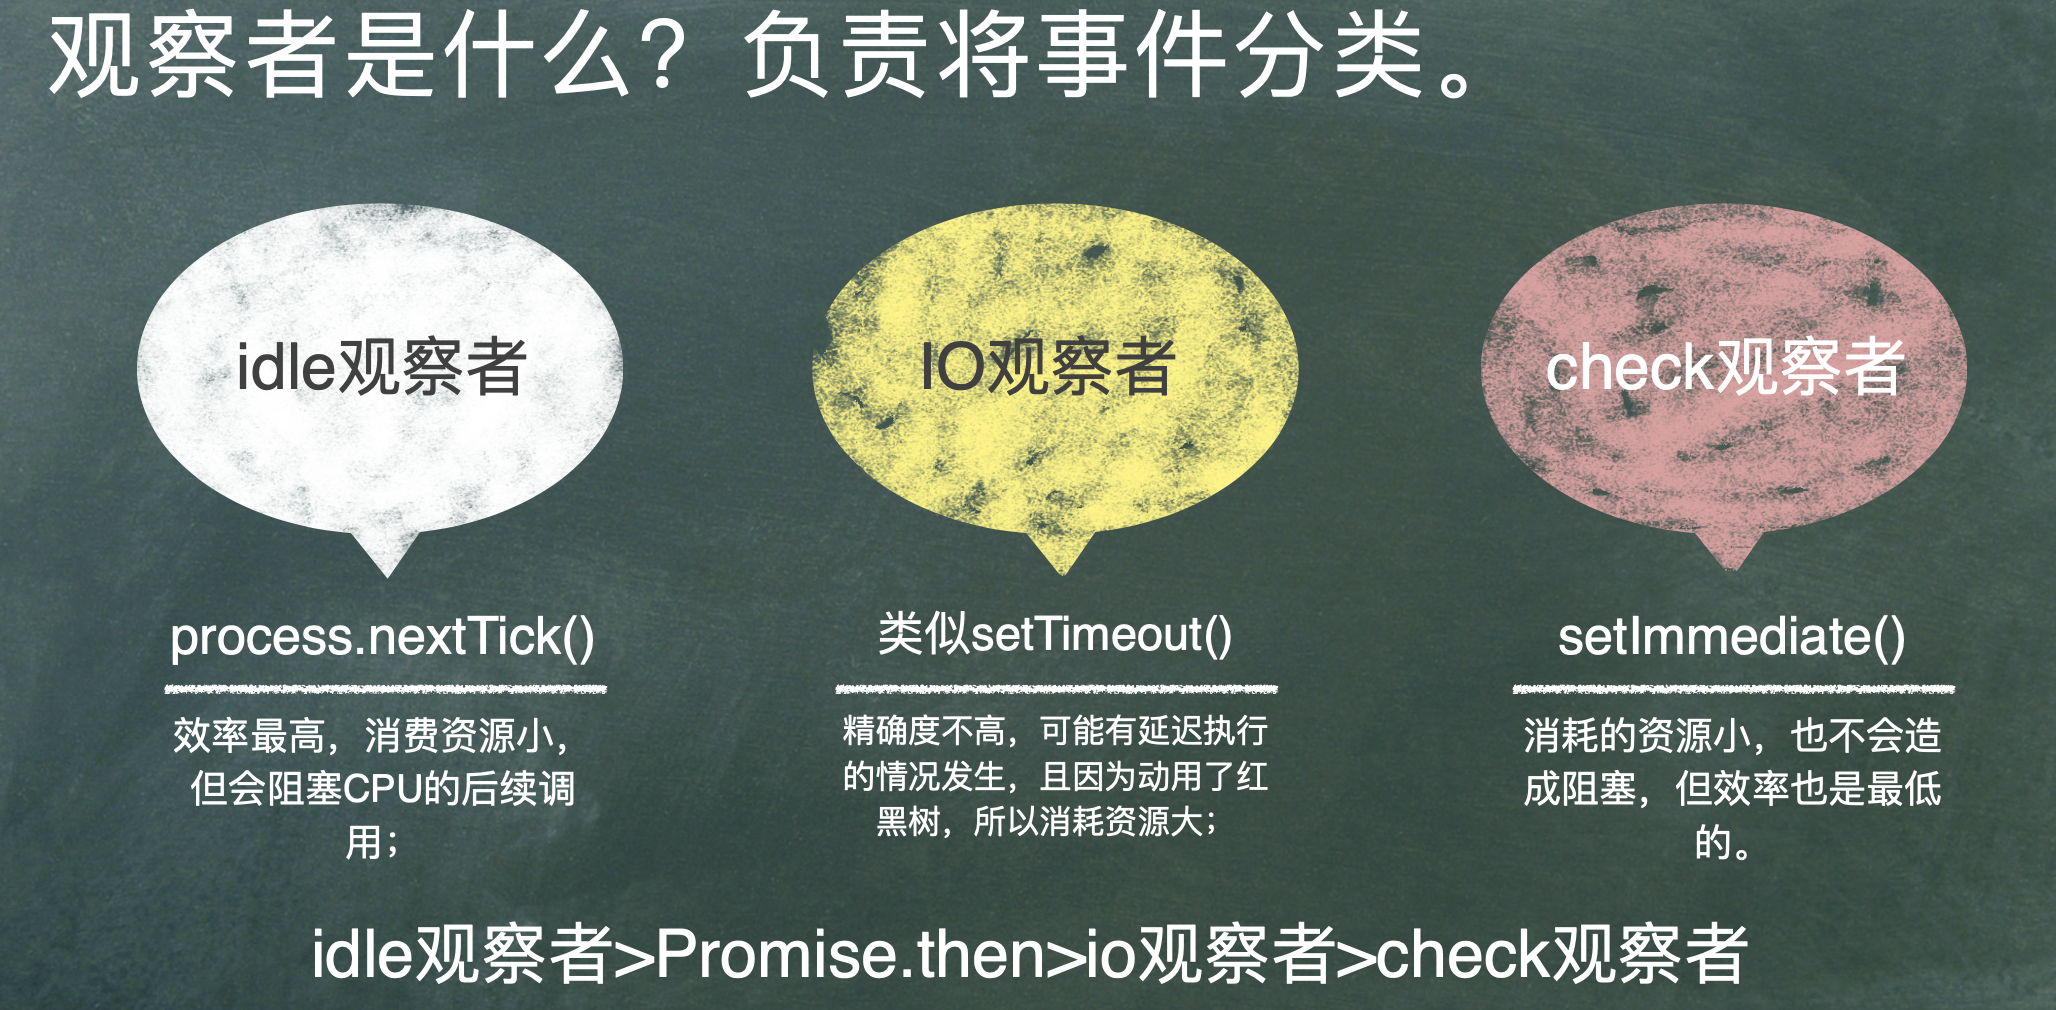 观察者是什么？负责将事件分类。
idle观察者
IO观察者
check观察者
process.nextTick()
类似setTimeout()
setImmediate()
效率最高，消费资源小，
但会阻塞CPU的后续调
用；
精确度不高，可能有延迟执行
的情况发生，且因为动用了红
黑树，所以消耗资源大；
消耗的资源小，也不会造
成阻塞，但效率也是最低
的。
idle观察者>Promise.then>io观察者>check观察者